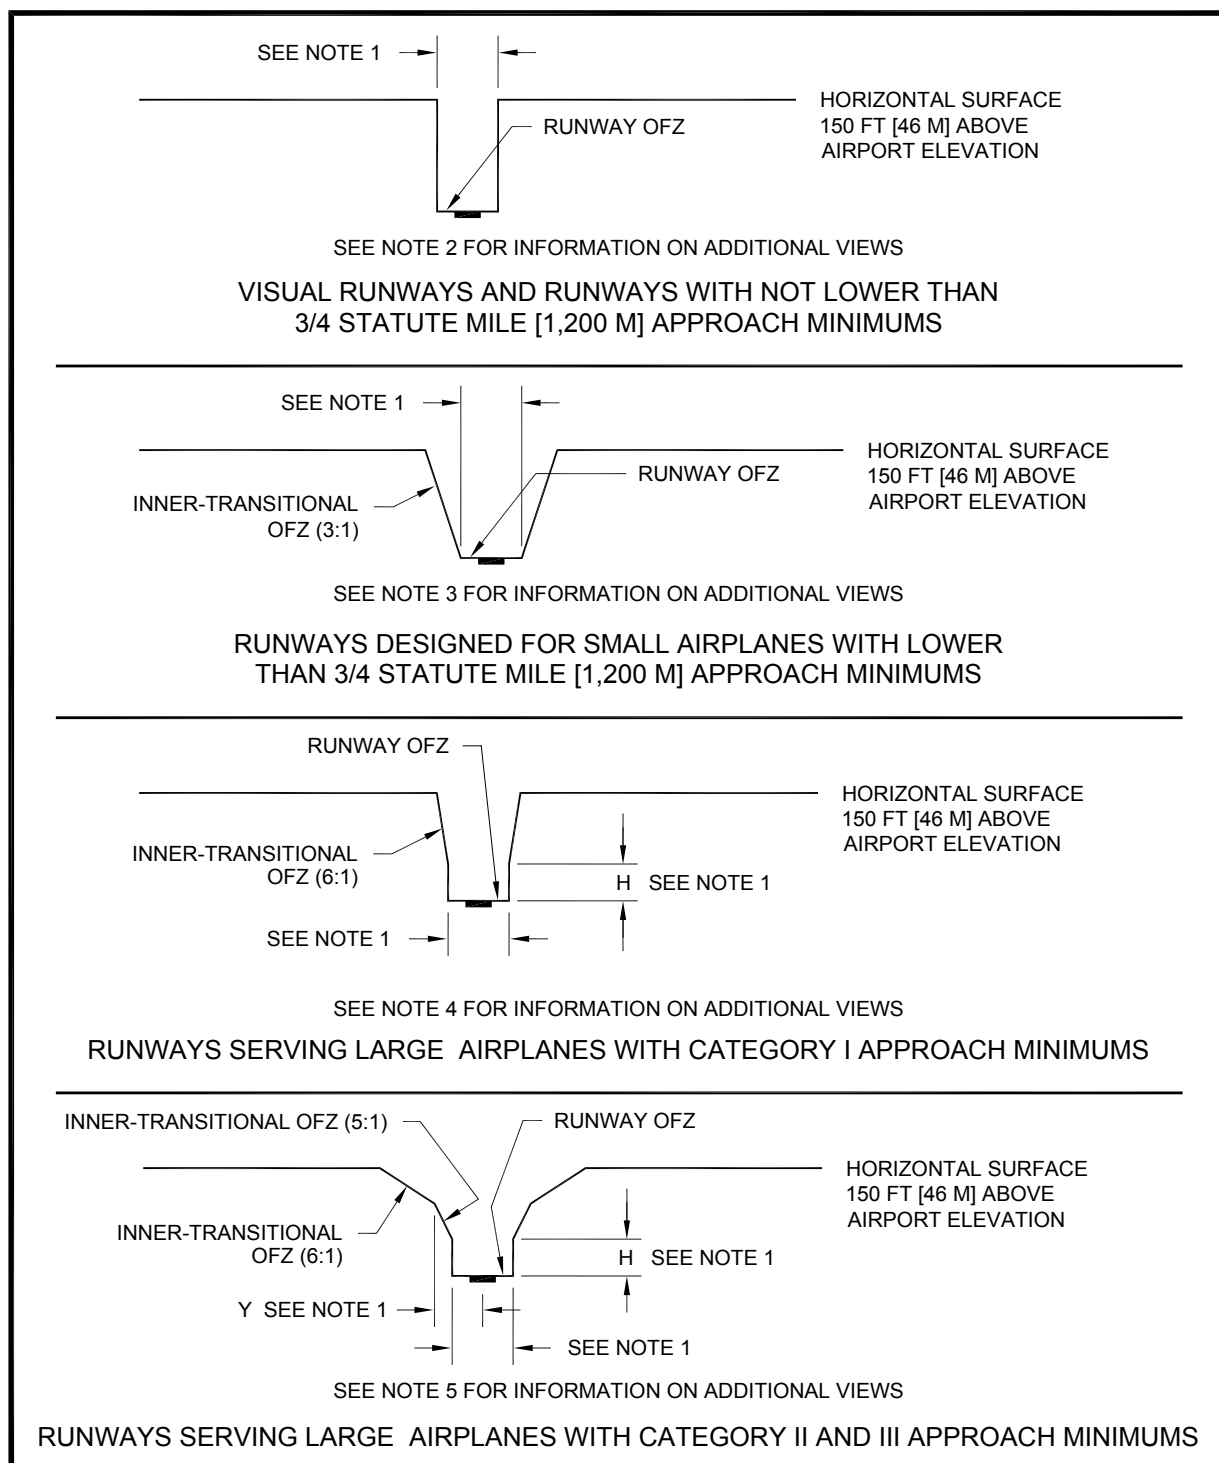 SEE NOTE 1
HORIZONTAL SURFACE
150 FT [46 M] ABOVE
AIRPORT ELEVATION
RUNWAY OFZ
SEE NOTE 2 FOR INFORMATION ON ADDITIONAL VIEWS
VISUAL RUNWAYS AND RUNWAYS WITH NOT LOWER THAN
3/4 STATUTE MILE [1,200 M] APPROACH MINIMUMS
SEE NOTE 1
HORIZONTAL SURFACE
150 FT [46 M] ABOVE
AIRPORT ELEVATION
RUNWAY OFZ
INNER-TRANSITIONAL
OFZ (3:1)
SEE NOTE 3 FOR INFORMATION ON ADDITIONAL VIEWS
RUNWAYS DESIGNED FOR SMALL AIRPLANES WITH LOWER
THAN 3/4 STATUTE MILE [1,200 M] APPROACH MINIMUMS
RUNWAY OFZ
HORIZONTAL SURFACE
150 FT [46 M] ABOVE
AIRPORT ELEVATION
INNER-TRANSITIONAL
OFZ (6:1)
H SEE NOTE 1
SEE NOTE 1
SEE NOTE 4 FOR INFORMATION ON ADDITIONAL VIEWS
RUNWAYS SERVING LARGE AIRPLANES WITH CATEGORY I APPROACH MINIMUMS
INNER-TRANSITIONAL OFZ (5:1)
RUNWAY OFZ
HORIZONTAL SURFACE
150 FT [46 M] ABOVE
AIRPORT ELEVATION
INNER-TRANSITIONAL
OFZ (6:1)
H SEE NOTE 1
Y SEE NOTE 1
SEE NOTE 1
SEE NOTE 5 FOR INFORMATION ON ADDITIONAL VIEWS
RUNWAYS SERVING LARGE AIRPLANES WITH CATEGORY II AND III APPROACH MINIMUMS